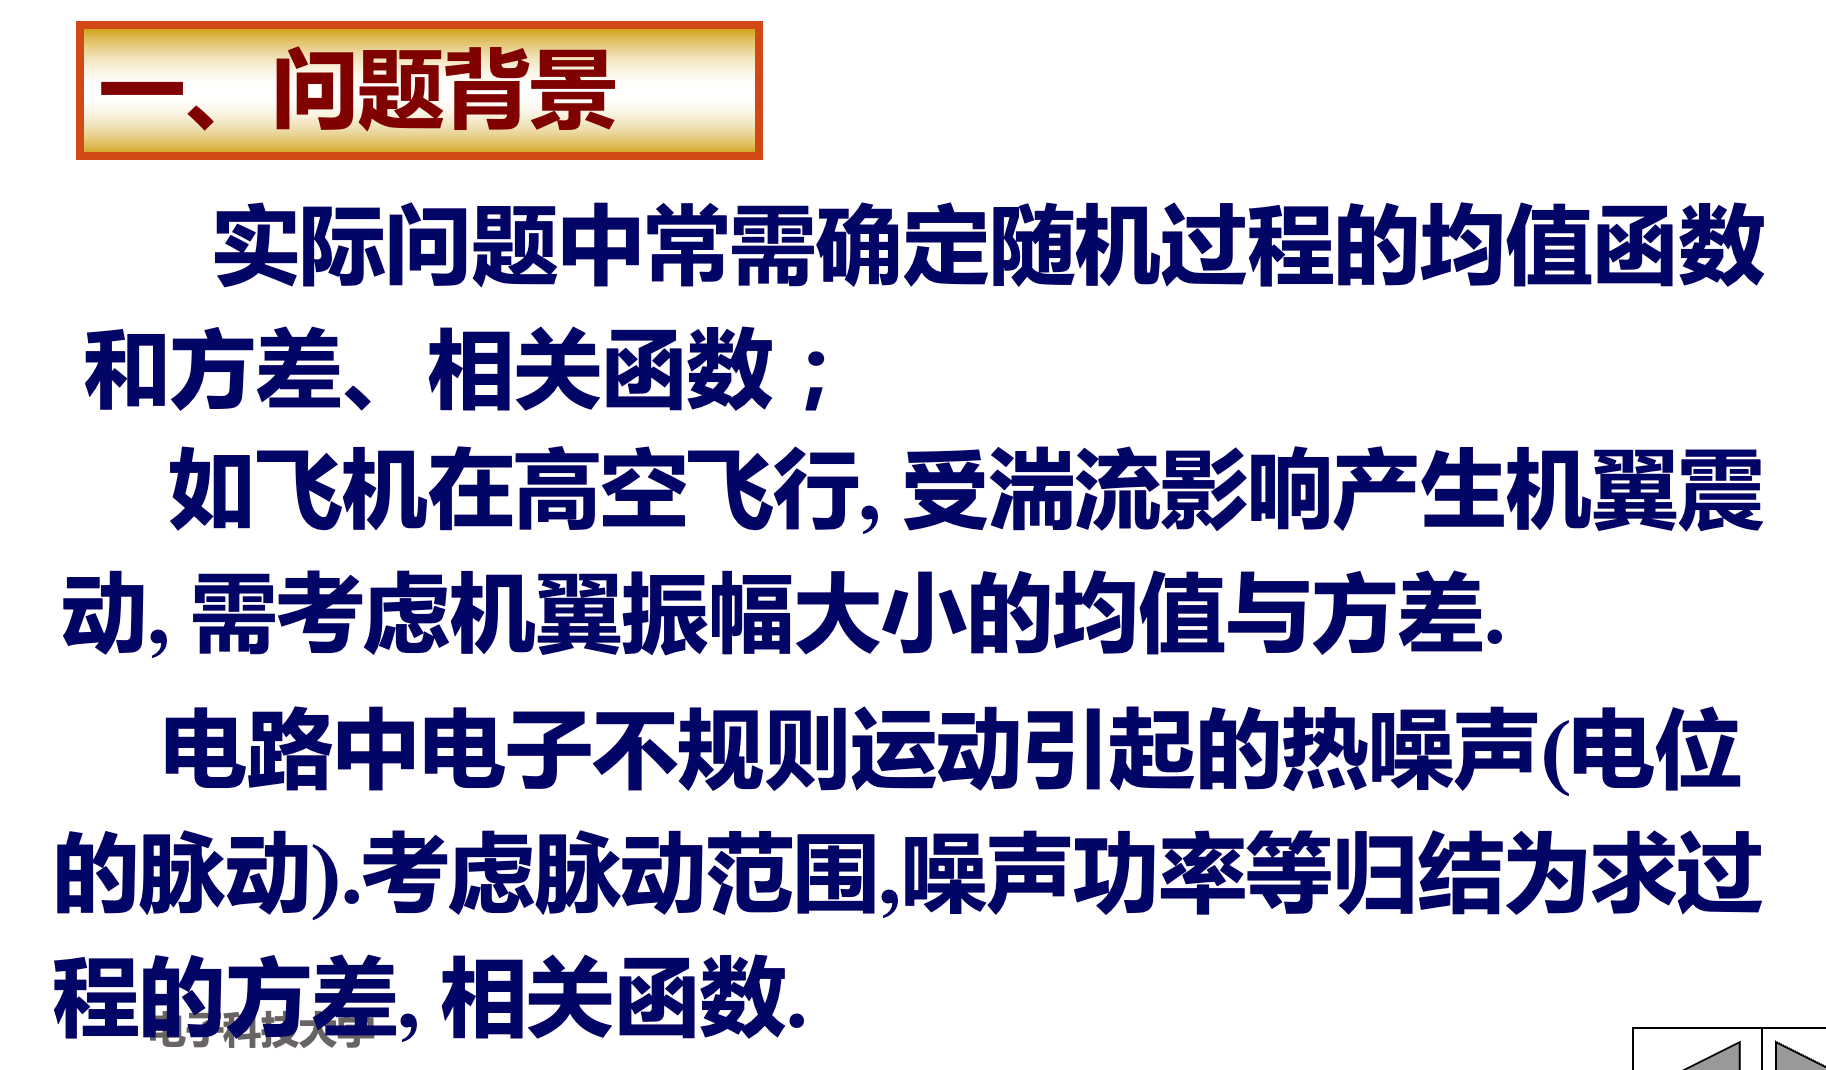 一、问题背景
实际问题中常需确定随机过程的均值函数
和方差、相关函数；
如飞机在高空飞行, 受湍流影响产生机翼震
动, 需考虑机翼振幅大小的均值与方差.
电路中电子不规则运动引起的热噪声(电位
的脉动).考虑脉动范围,噪声功率等归结为求过
程的方差, 相关函数.
电子科技大学